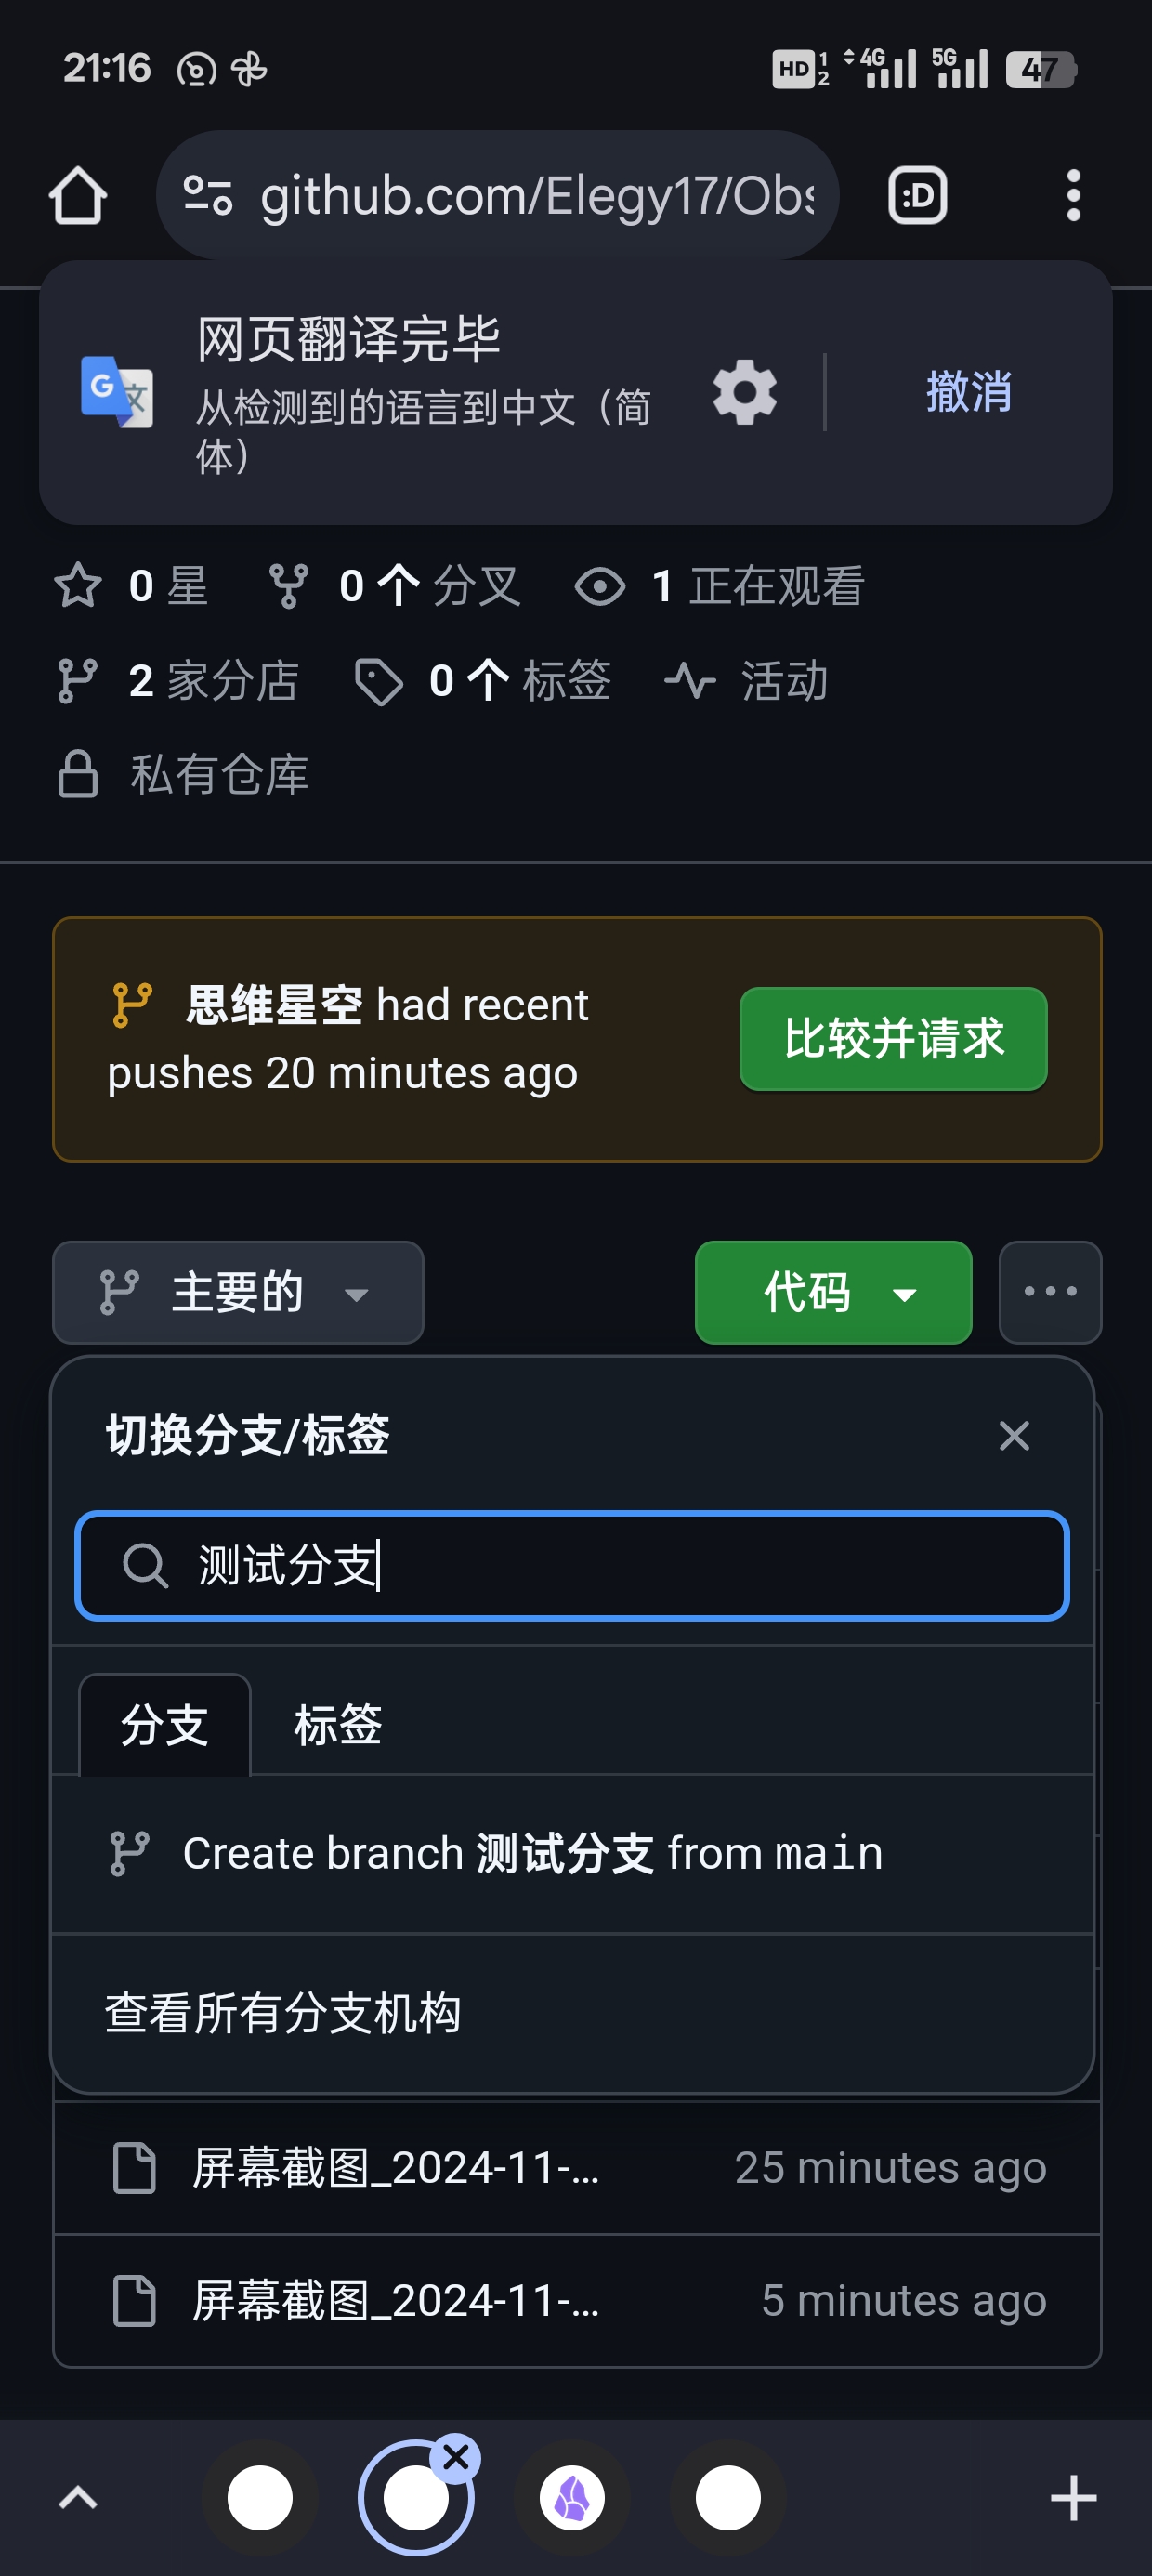 21:16 HD 1 2 4G 5G 47
github.com/Elegy17/Obs :D
网页翻译完毕
从检测到的语言到中文（简
体）
撤消
0 星 0 个 分叉 1 正在观看
2 家分店 0 个 标签 活动
私有仓库
思维星空 had recent
pushes 20 minutes ago
比较并请求
主要的 代码
切换分支/标签
测试分支
分支 标签
Create branch 测试分支 from main
查看所有分支机构
屏幕截图_2024-11-... 25 minutes ago
屏幕截图_2024-11-... 5 minutes ago